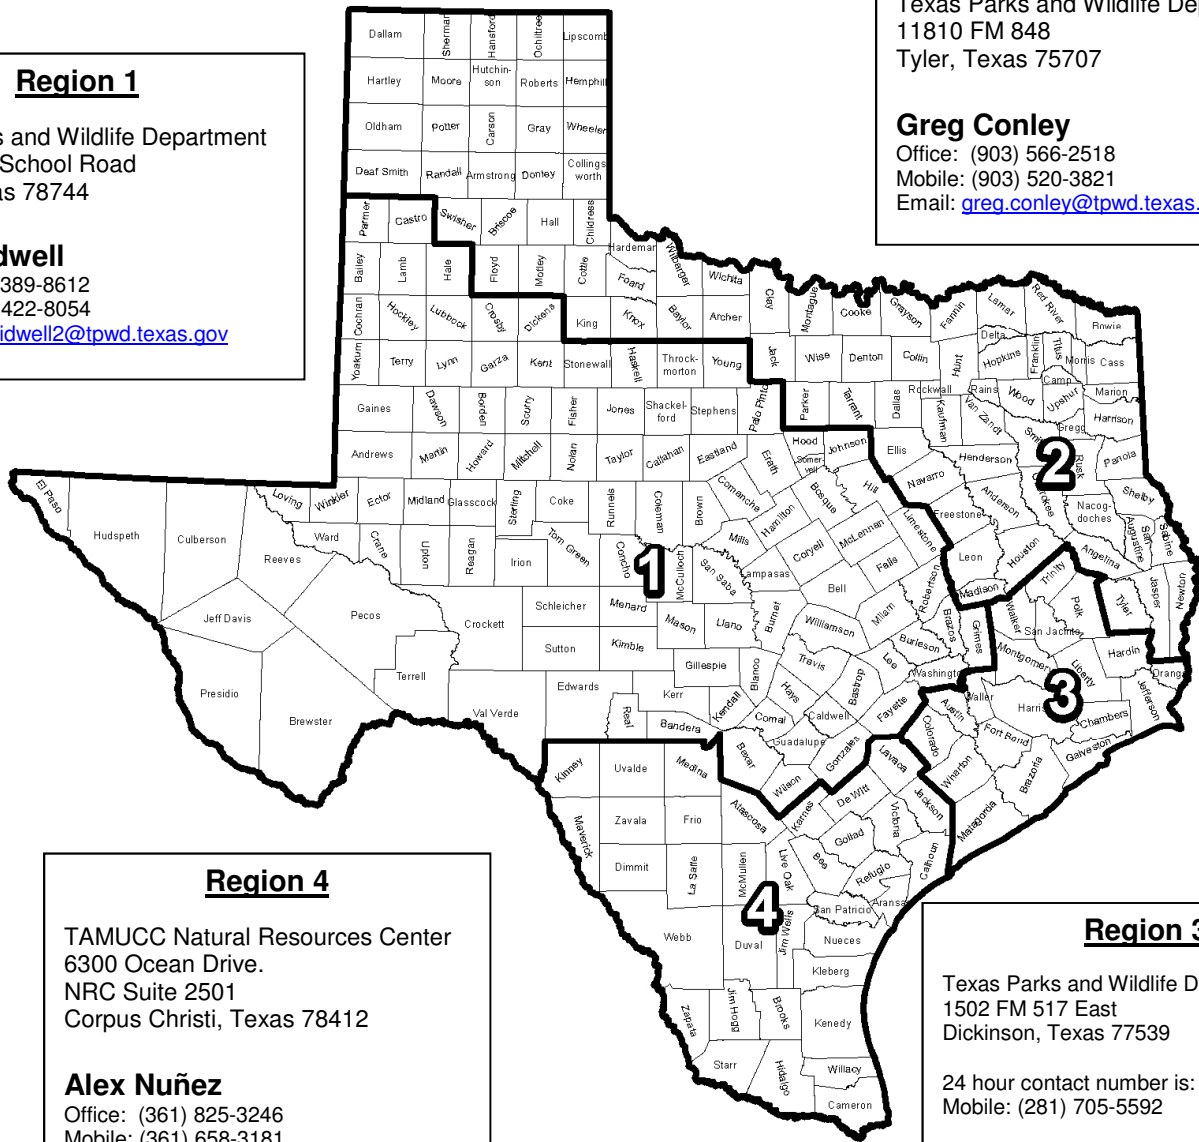 Texas Parks and Wildlife Dep
11810 FM 848
Tyler, Texas 75707
Greg Conley
Office: (903) 566-2518
Mobile: (903) 520-3821
Email: greg.conley@tpwd.texas.
Region 1
s and Wildlife Department
School Road
as 78744
dwell
389-8612
422-8054
idwell2@tpwd.texas.gov
Dallam Sherman Hansford Ochiltree Lipscomb
Hartley Moore Hutchin-
son Roberts Hemphill
Oldham Potter Carson Gray Wheeler
Deaf Smith Randall Armstrong Donley Collings
worth
Parmer Castro Swisher Briscoe Hall Childress
Hardeman
Bailey Lamb Hale Floyd Motley Cottle Foard Wilbarger Wichita Clay Montague Cooke Grayson Fannin Lamar Red River Bowie
Cochran Hockley Lubbock Crosby Dickens King Knox Baylor Archer
Delta Franklin Titus Morris Cass
Yoakum Terry Lynn Garza Kent Stonewall Haskell Throck-
morton Young Jack Wise Denton Collin Hunt Hopkins
Camp Marion
Rockwall Rains Wood Upshur
Gaines Dawson Borden Scurry Fisher Jones Shackel-
ford Stephens Palo Pinto Parker Tarrant Dallas Kaufman Van Zandt Gregg Harrison
Andrews Martin Howard Mitchell Nolan Taylor Callahan Eastland Erath Hood Johnson Ellis Henderson Rusk Panola
Somer-
vell
2
El Paso Hudspeth Culberson Loving Winkler Ector Midland Glasscock Sterling Coke Runnels Coleman Brown Comanche Bosque Hill Navarro Anderson
Shelby
Hamilton Limestone Freestone Nacog-
doches San
Augustine Sabine
Reeves Ward Crane Upton Reagan Irion Tom Green Concho McCulloch San Saba Mills Coryell McLennan Falls Leon Houston Angelina
1
Jeff Davis Pecos Crockett Schleicher Menard Bell Robertson Madison Trinity Polk Tyler Jasper Newton
Mason Llano Burnet Williamson Milam Brazos Grimes Walker San Jacinto
Sutton Kimble Burleson Montgomery Liberty Hardin
Presidio Terrell Gillespie Blanco Travis Lee Washington
Brewster Val Verde Edwards Kerr Kendall Hays Bastrop Fayette Austin Waller Harris Chambers Jefferson
3
Real Bandera Comal Caldwell Colorado Fort Bend Galveston
Kinney Uvalde Medina Bexar Guadalupe Gonzales Lavaca Wharton Brazoria
Wilson Karnes De Witt Jackson Matagorda
Maverick Zavala Frio Atascosa Goliad Victoria
Dimmit La Salle McMullen Live Oak Bee Refugio Calhoun
4
San Patricio
Webb Duval Jim Wells Nueces
Kleberg
Zapata Jim Hogg Brooks Kenedy
Starr Hidalgo Willacy
Cameron
Region 4
TAMUCC Natural Resources Center
6300 Ocean Drive.
NRC Suite 2501
Corpus Christi, Texas 78412
Alex Nuñez
Office: (361) 825-3246
Mobile: (361) 658-3181
Region 3
Texas Parks and Wildlife D
1502 FM 517 East
Dickinson, Texas 77539
24 hour contact number is:
Mobile: (281) 705-5592